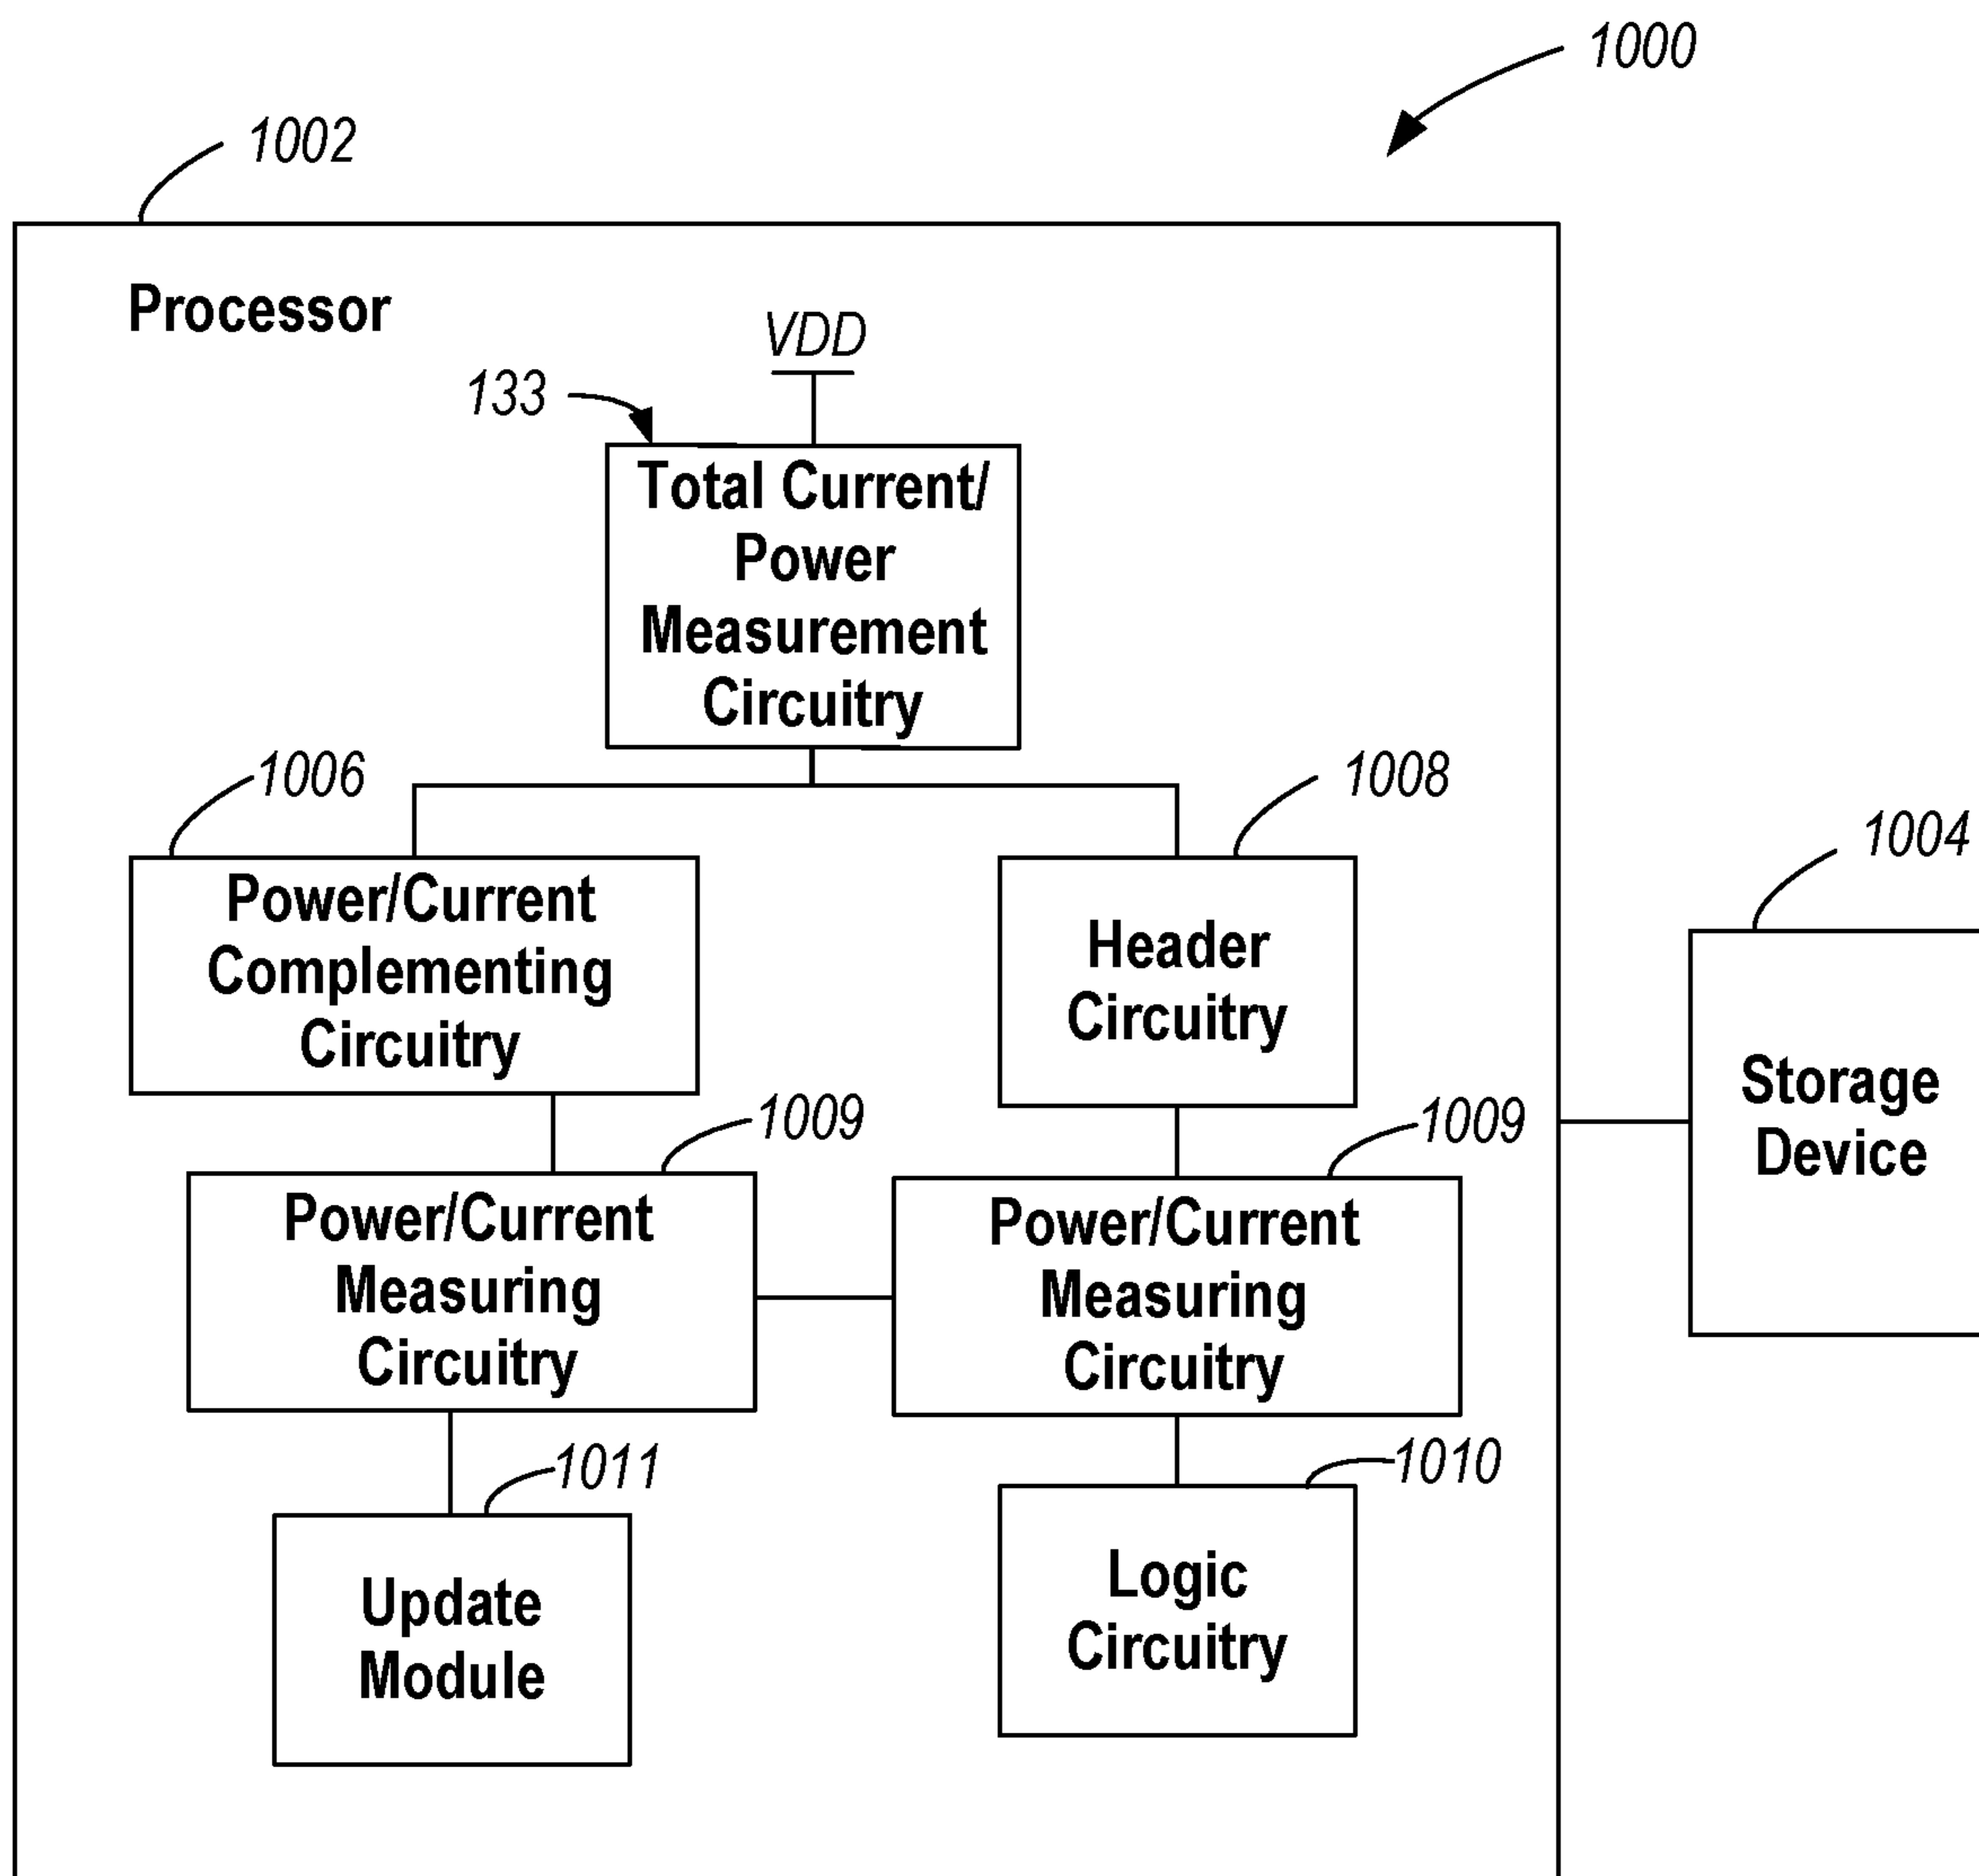 1000
1002
Processor
VDD
133
Total Current/
Power
Measurement
Circuitry
1006
1008
1004
Power/Current
Complementing
Circuitry
Header
Circuitry
Storage
Device
1009
1009
Power/Current
Measuring
Circuitry
Power/Current
Measuring
Circuitry
1011
1010
Update
Module
Logic
Circuitry